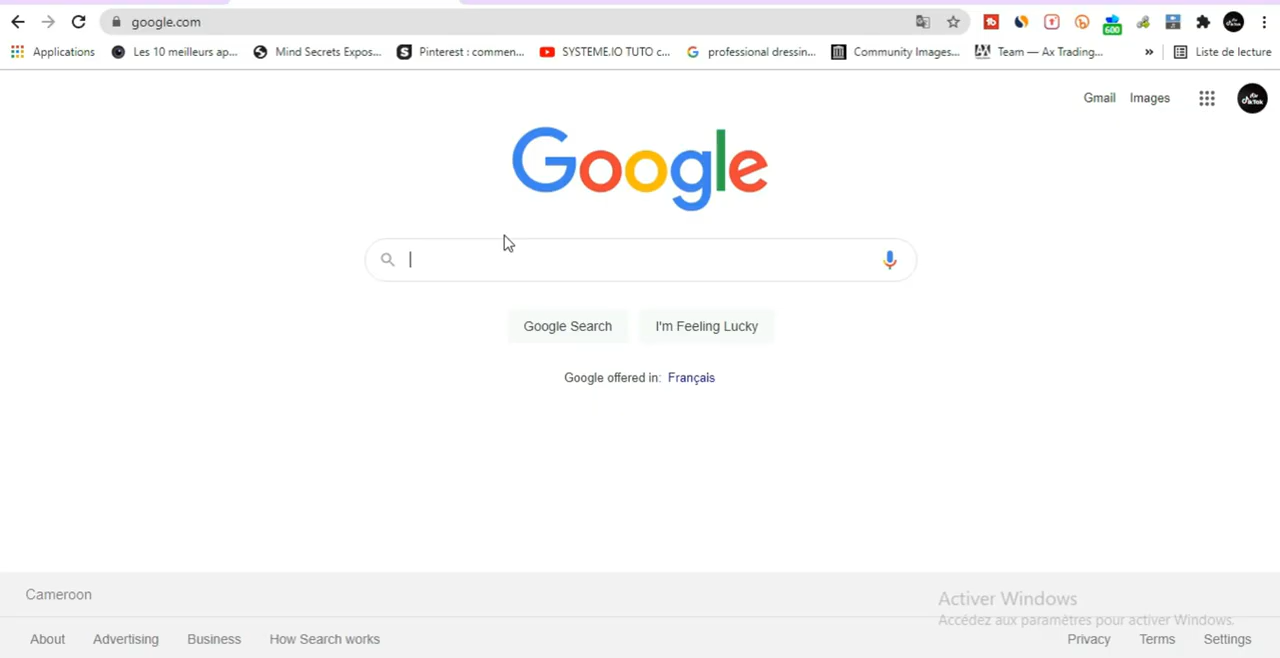 google.com
Applications Les 10 meilleurs ap... Mind Secrets Expos... Pinterest : commen... SYSTEME.IO TUTO c... professional dressin... Community Images... Team — Ax Trading... » Liste de lecture
600
Gmail Images
Google
Google Search I'm Feeling Lucky
Google offered in: Français
Cameroon
Activer Windows
Accédez aux paramètres pour activer Windows.
About Advertising Business How Search works Privacy Terms Settings